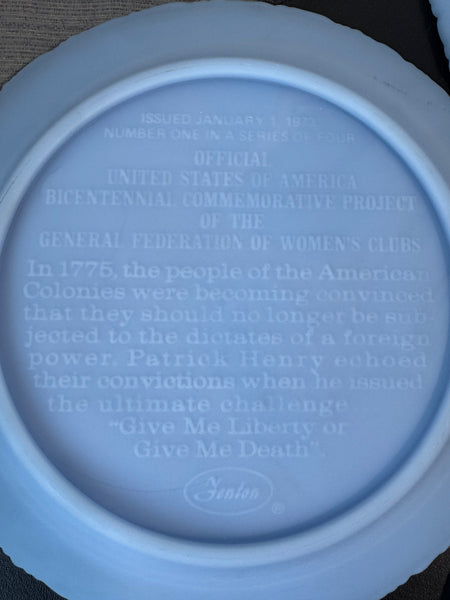 ISSUED JANUARY 1, 
NUMBER ONE IN A SERIES OF FOUR
OFFICIAL
UNITED STATES OF AMERICA
BICENTENNIAL COMMEMORATIVE PROJECT
OF THE
GENERAL FEDERATION OF WOMEN'S CLUBS
In 1775, the people of the American
Colonies were becoming convinced
that they should no longer be sub-
jected to the dictates of a foreign
power. Patrick Henry echoed
their convictions when he issued
the ultimate challenge...
"Give Me Liberty or
Give Me Death".
Fenton
®